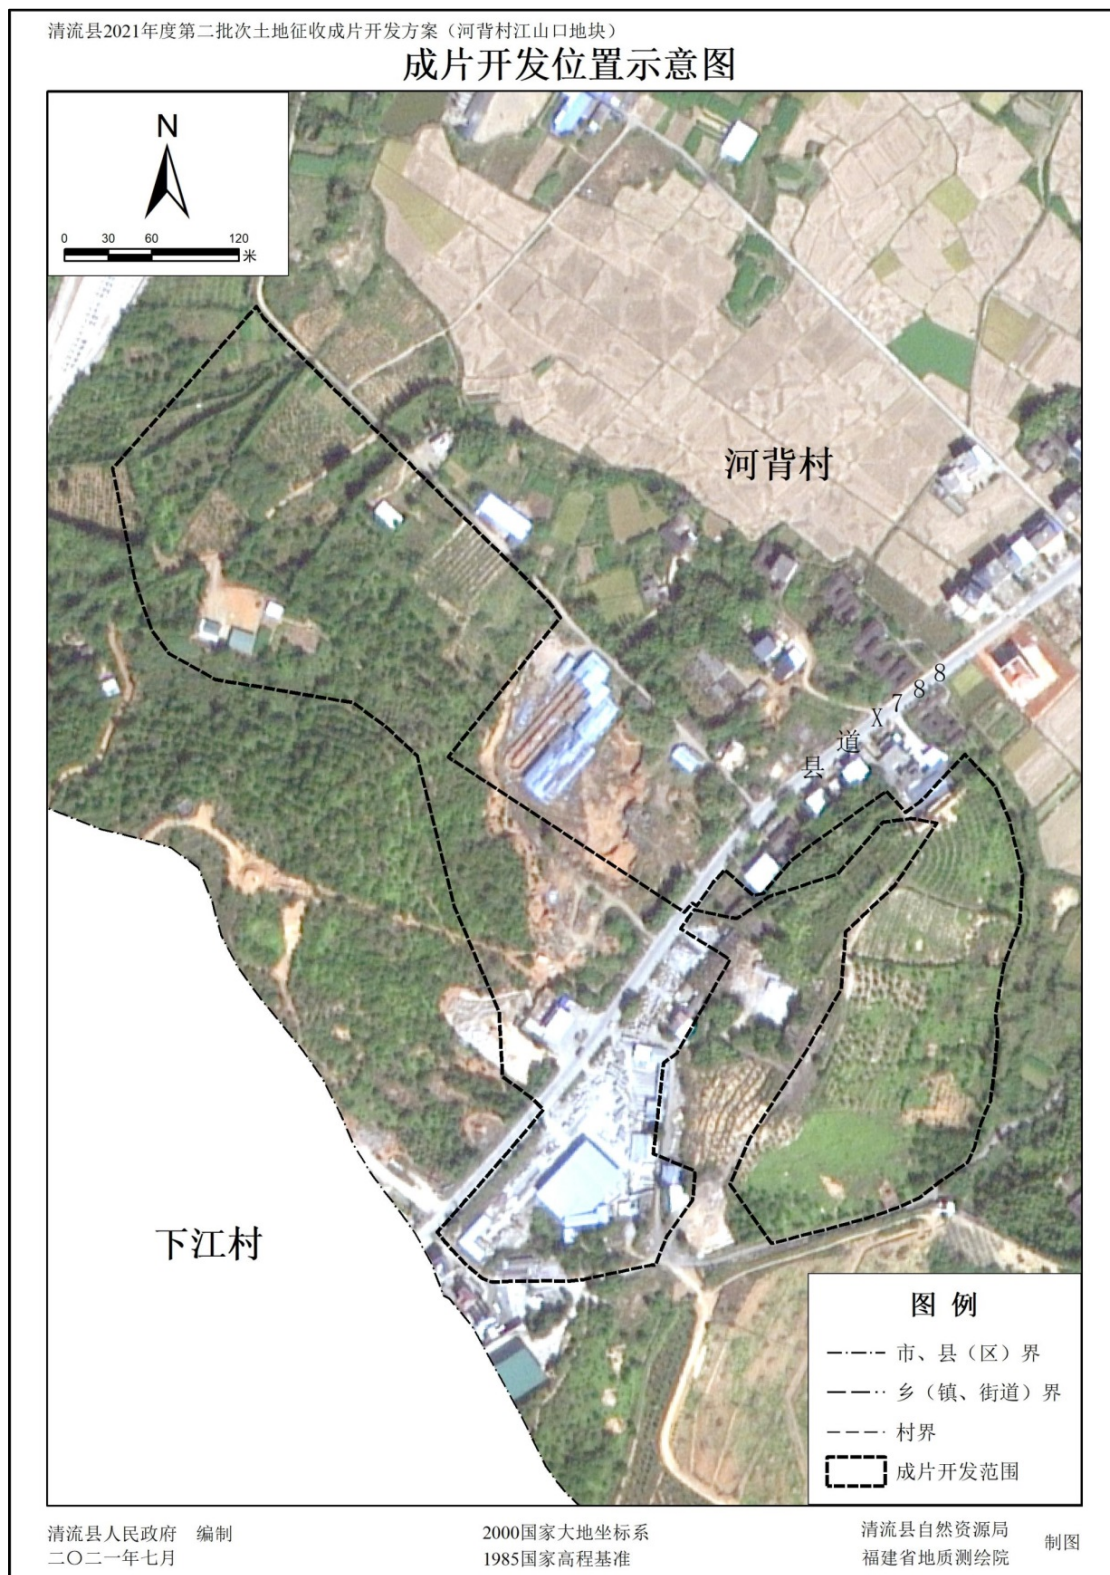 清流县2021年度第二批次土地征收成片开发方案（河背村江山口地块）
成片开发位置示意图
N
0 30 60 120
米
河背村
县道X788
下江村
图例
市、县（区）界
乡（镇、街道）界
村界
成片开发范围
清流县人民政府 编制
二〇二一年七月
2000国家大地坐标系
1985国家高程基准
清流县自然资源局
福建省地质测绘院
制图